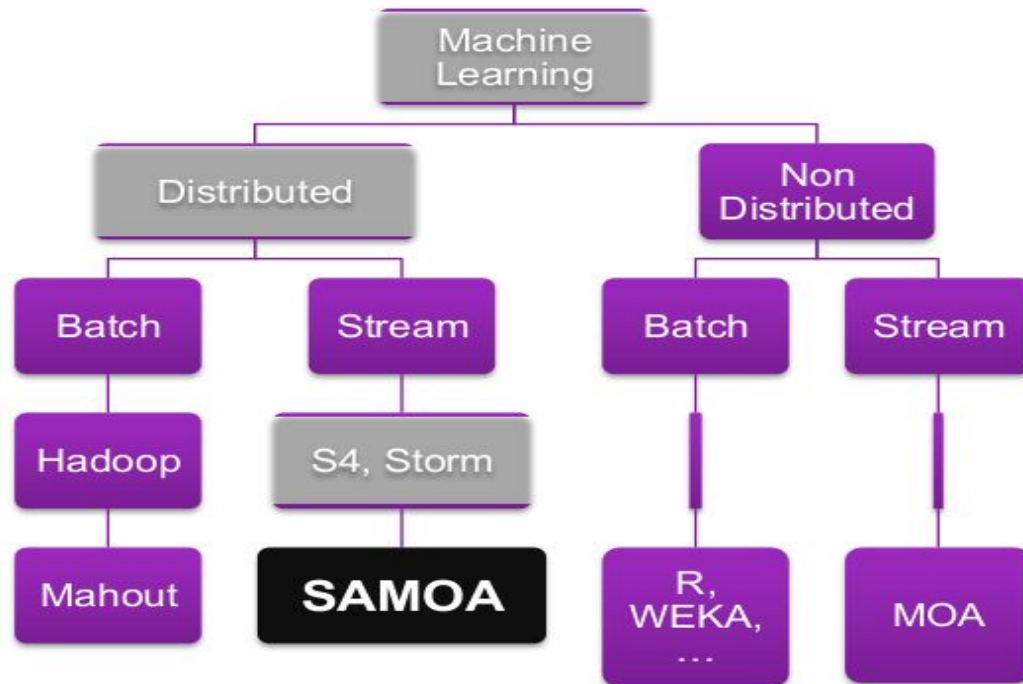 Machine
Learning
Distributed
Non
Distributed
Batch
Stream
Batch
Stream
Hadoop
S4, Storm
Mahout
SAMOA
R,
WEKA,
...
MOA